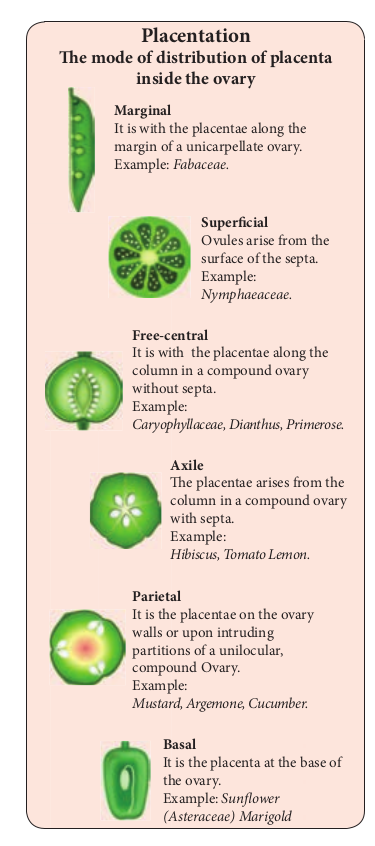 Placentation
The mode of distribution of placenta
inside the ovary
Marginal
It is with the placentae along the
margin of a unicarpellate ovary.
Example: Fabaceae.
Superficial
Ovules arise from the
surface of the septa.
Example:
Nymphaeaceae.
Free-central
It is with the placentae along the
column in a compound ovary
without septa.
Example:
Caryophyllaceae, Dianthus, Primerose.
Axile
The placentae arises from the
column in a compound ovary
with septa.
Example:
Hibiscus, Tomato Lemon.
Parietal
It is the placentae on the ovary
walls or upon intruding
partitions of a unilocular,
compound Ovary.
Example:
Mustard, Argemone, Cucumber.
Basal
It is the placenta at the base of
the ovary.
Example: Sunflower
(Asteraceae) Marigold